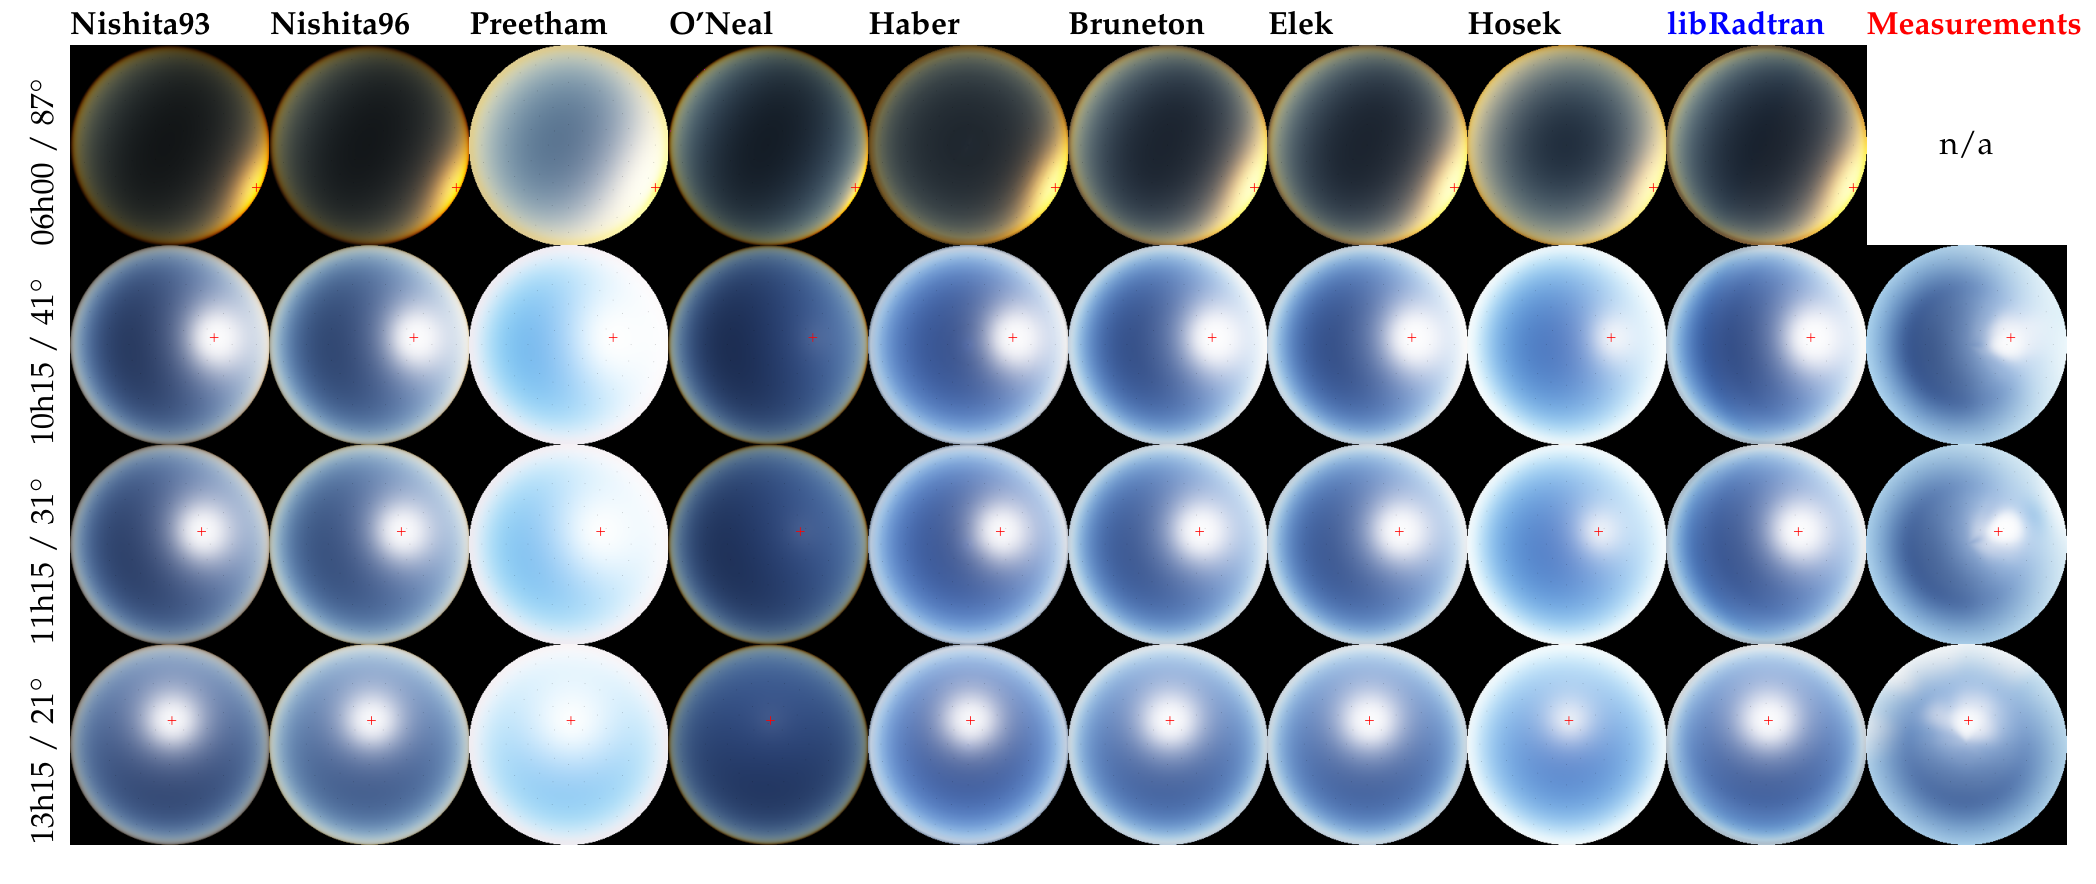 Nishita93 Nishita96 Preetham O’Neal Haber Bruneton Elek Hosek libRadtran Measurements
06h00 / 87°
n/a
10h15 / 41°
11h15 / 31°
13h15 / 21°